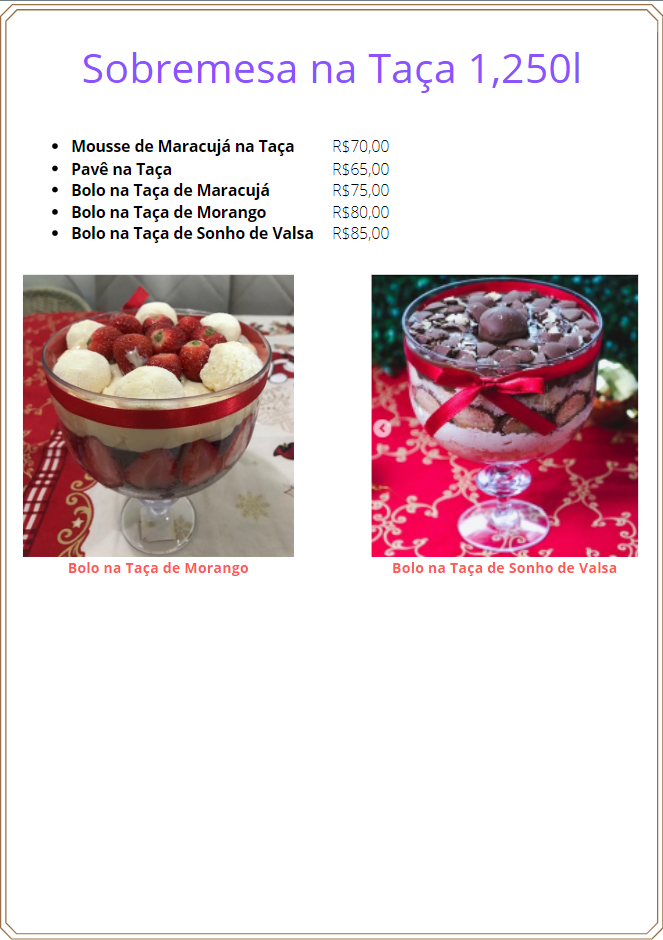 Sobremesa na Taça 1,250l
Mousse de Maracujá na Taça R$70,00
Pavê na Taça R$65,00
Bolo na Taça de Maracujá R$75,00
Bolo na Taça de Morango R$80,00
Bolo na Taça de Sonho de Valsa R$85,00
Bolo na Taça de Morango
Bolo na Taça de Sonho de Valsa